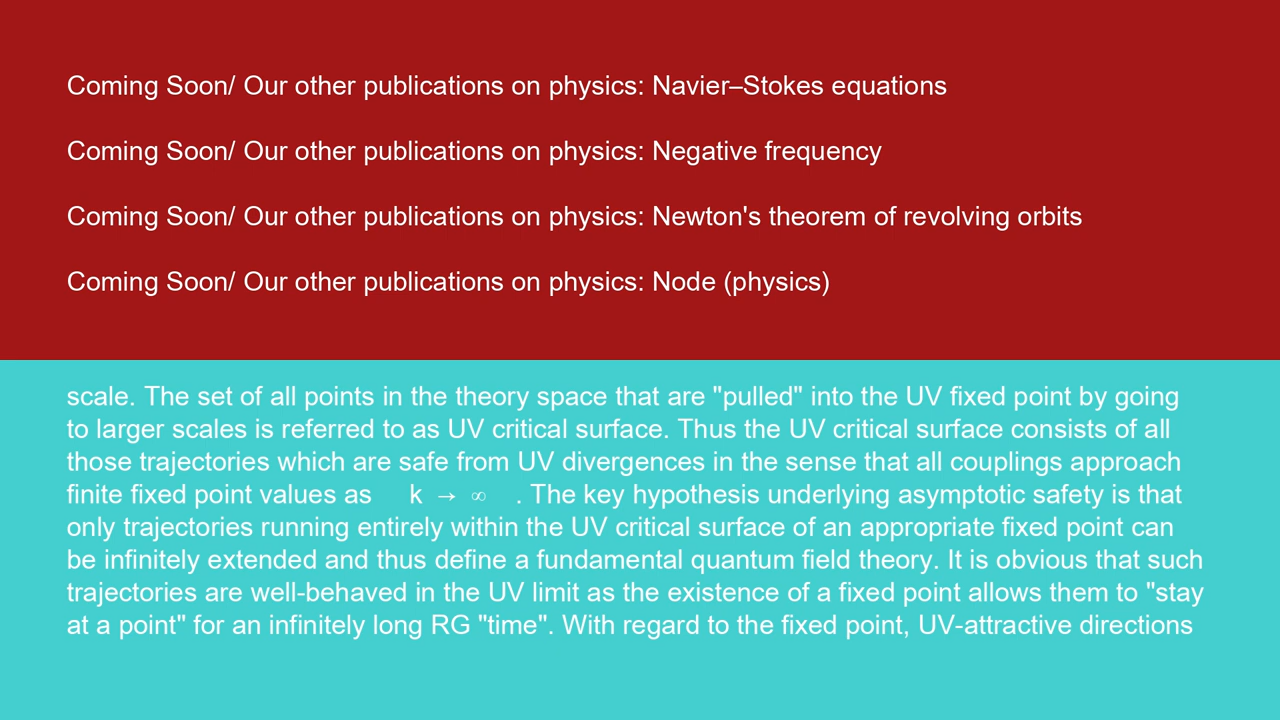 Coming Soon/ Our other publications on physics: Navier–Stokes equations
Coming Soon/ Our other publications on physics: Negative frequency
Coming Soon/ Our other publications on physics: Newton's theorem of revolving orbits
Coming Soon/ Our other publications on physics: Node (physics)
scale. The set of all points in the theory space that are "pulled" into the UV fixed point by going
to larger scales is referred to as UV critical surface. Thus the UV critical surface consists of all
those trajectories which are safe from UV divergences in the sense that all couplings approach
finite fixed point values as k → ∞ . The key hypothesis underlying asymptotic safety is that
only trajectories running entirely within the UV critical surface of an appropriate fixed point can
be infinitely extended and thus define a fundamental quantum field theory. It is obvious that such
trajectories are well-behaved in the UV limit as the existence of a fixed point allows them to "stay
at a point" for an infinitely long RG "time". With regard to the fixed point, UV-attractive directions